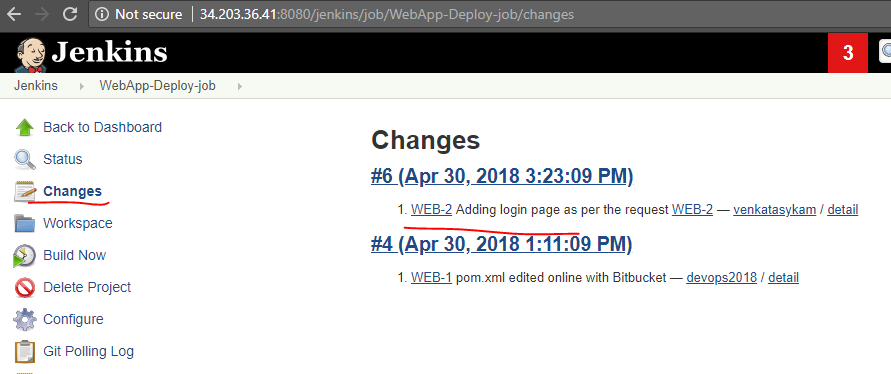 Not secure | 34.203.36.41:8080/jenkins/job/WebApp-Deploy-job/changes
Jenkins
3
Jenkins
WebApp-Deploy-job
Back to Dashboard
Status
Changes
Workspace
Build Now
Delete Project
Configure
Git Polling Log
Changes
#6 (Apr 30, 2018 3:23:09 PM)
1. WEB-2 Adding login page as per the request WEB-2 — venkatasykam / detail
#4 (Apr 30, 2018 1:11:09 PM)
1. WEB-1 pom.xml edited online with Bitbucket — devops2018 / detail